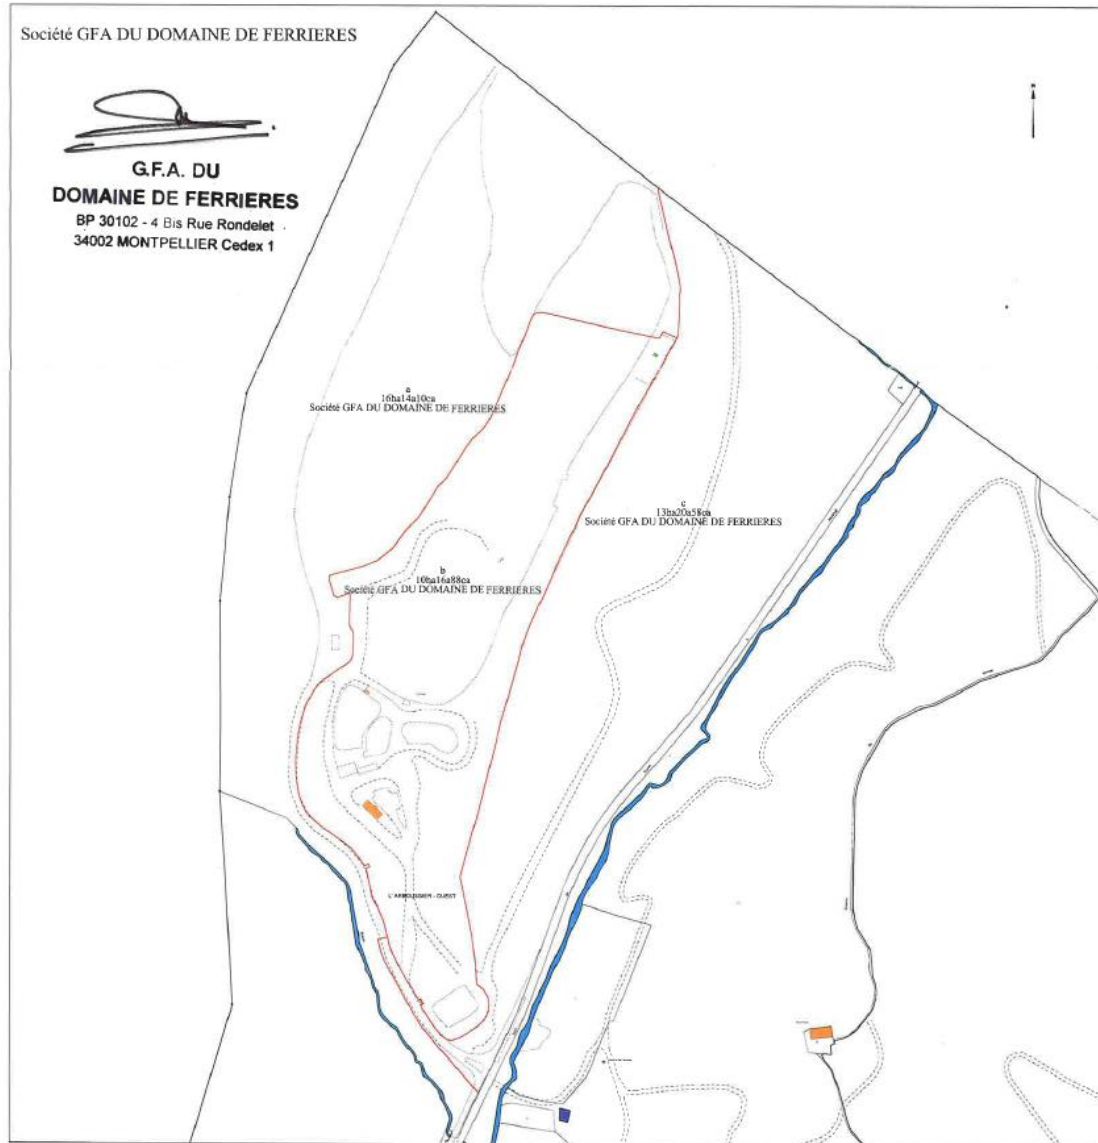 Société GFA DU DOMAINE DE FERRIERES
G.F.A. DU
DOMAINE DE FERRIERES
BP 30102 - 4 Bis Rue Rondelet
34002 MONTPELLIER Cedex 1
a
16ha14a10ca
Société GFA DU DOMAINE DE FERRIERES
c
13ha20a58ca
Société GFA DU DOMAINE DE FERRIERES
b
10ha16a88ca
Société GFA DU DOMAINE DE FERRIERES
L'ARBOUSSIER - OUEST